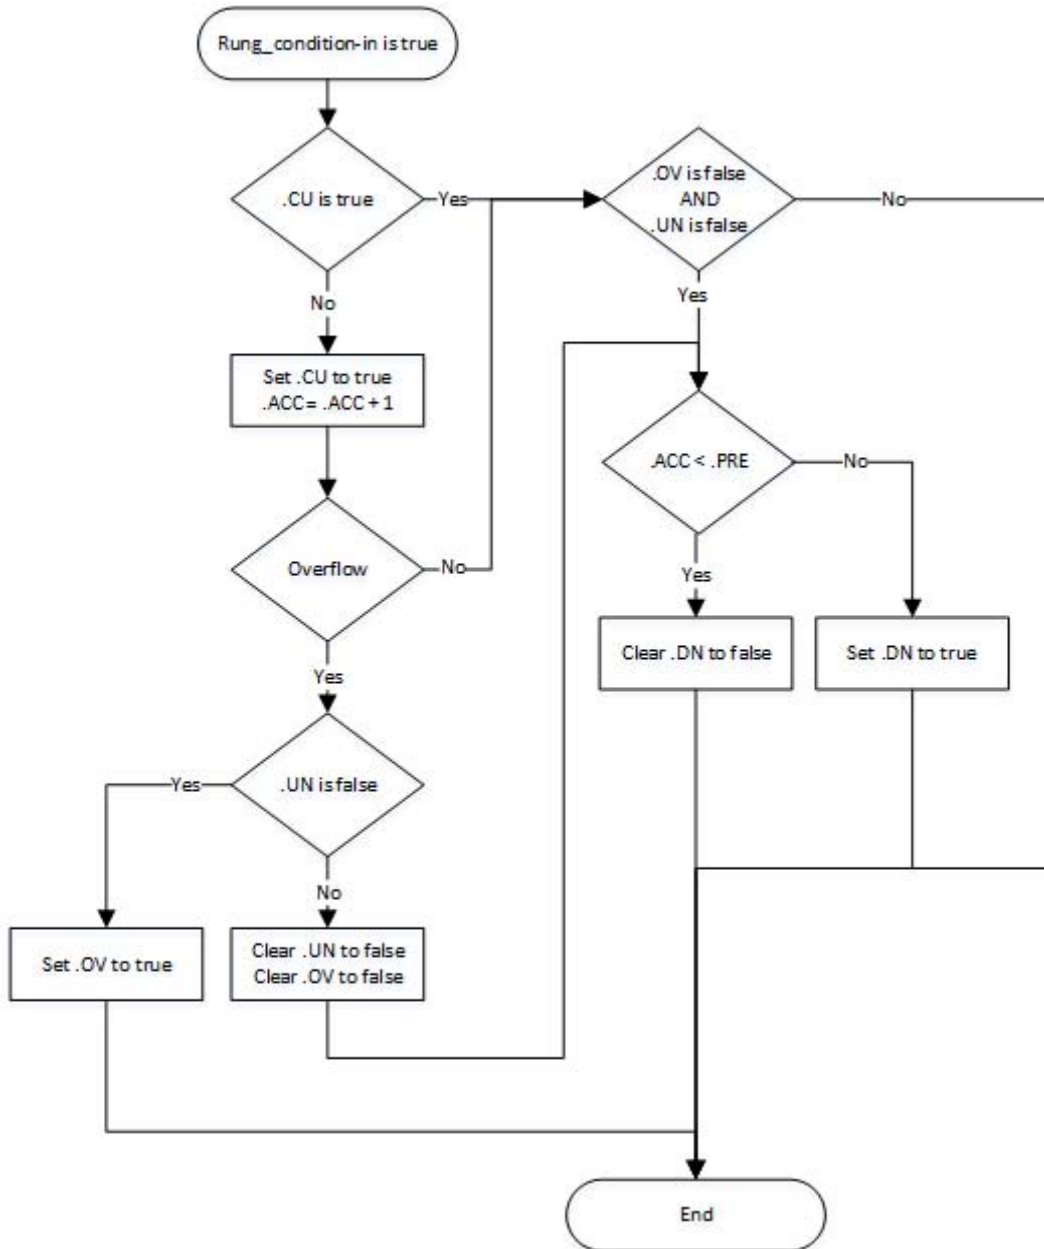 Rung_condition-in is true
.CU is true
Yes
.OV is false
AND
.UN is false
No
Yes
No
Set .CU to true
.ACC = .ACC + 1
.ACC < .PRE
No
Overflow
No
Yes
Clear .DN to false
Set .DN to true
Yes
.UN is false
Yes
No
Set .OV to true
Clear .UN to false
Clear .OV to false
End